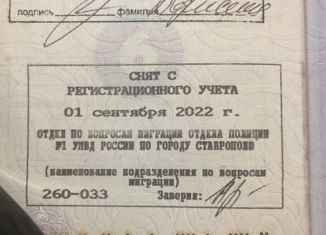 подпись фамилия
СНЯТ С
РЕГИСТРАЦИОННОГО УЧЕТА
01 сентября 2022 г.
ОТДЕЛ ПО ВОПРОСАМ МИГРАЦИИ ОТДЕЛА ПОЛИЦИИ
№1 УМВД РОССИИ ПО ГОРОДУ СТАВРОПОЛЮ
(наименование подразделения по вопросам
миграции)
260-033 Заверил: